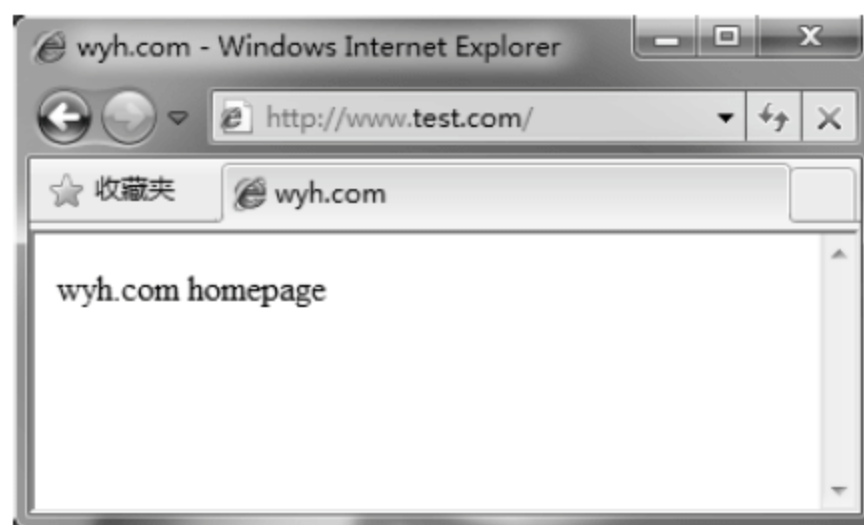 wyh.com - Windows Internet Explorer
http://www.test.com/
收藏夹
wyh.com
wyh.com homepage